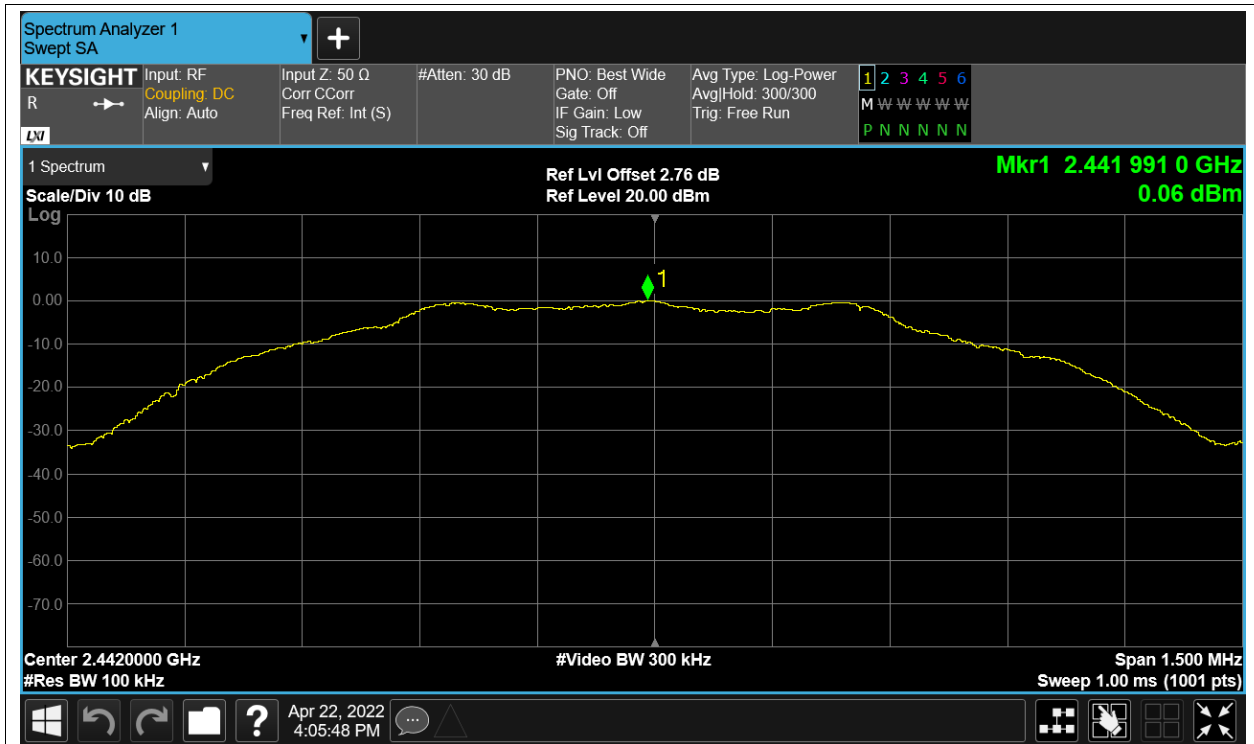 Spectrum Analyzer 1
Swept SA
+
KEYSIGHT
R
LXI
Input: RF
Coupling: DC
Align: Auto
Input Z: 50 Ω
Corr CCorr
Freq Ref: Int (S)
#Atten: 30 dB
PNO: Best Wide
Gate: Off
IF Gain: Low
Sig Track: Off
Avg Type: Log-Power
Avg|Hold: 300/300
Trig: Free Run
1 2 3 4 5 6
M W W W W W
P N N N N N
1 Spectrum
Scale/Div 10 dB
Log
Ref Lvl Offset 2.76 dB
Ref Level 20.00 dBm
Mkr1 2.441 991 0 GHz
0.06 dBm
1
10.0
0.00
-10.0
-20.0
-30.0
-40.0
-50.0
-60.0
-70.0
Center 2.4420000 GHz
#Res BW 100 kHz
#Video BW 300 kHz
Span 1.500 MHz
Sweep 1.00 ms (1001 pts)
?
Apr 22, 2022
4:05:48 PM